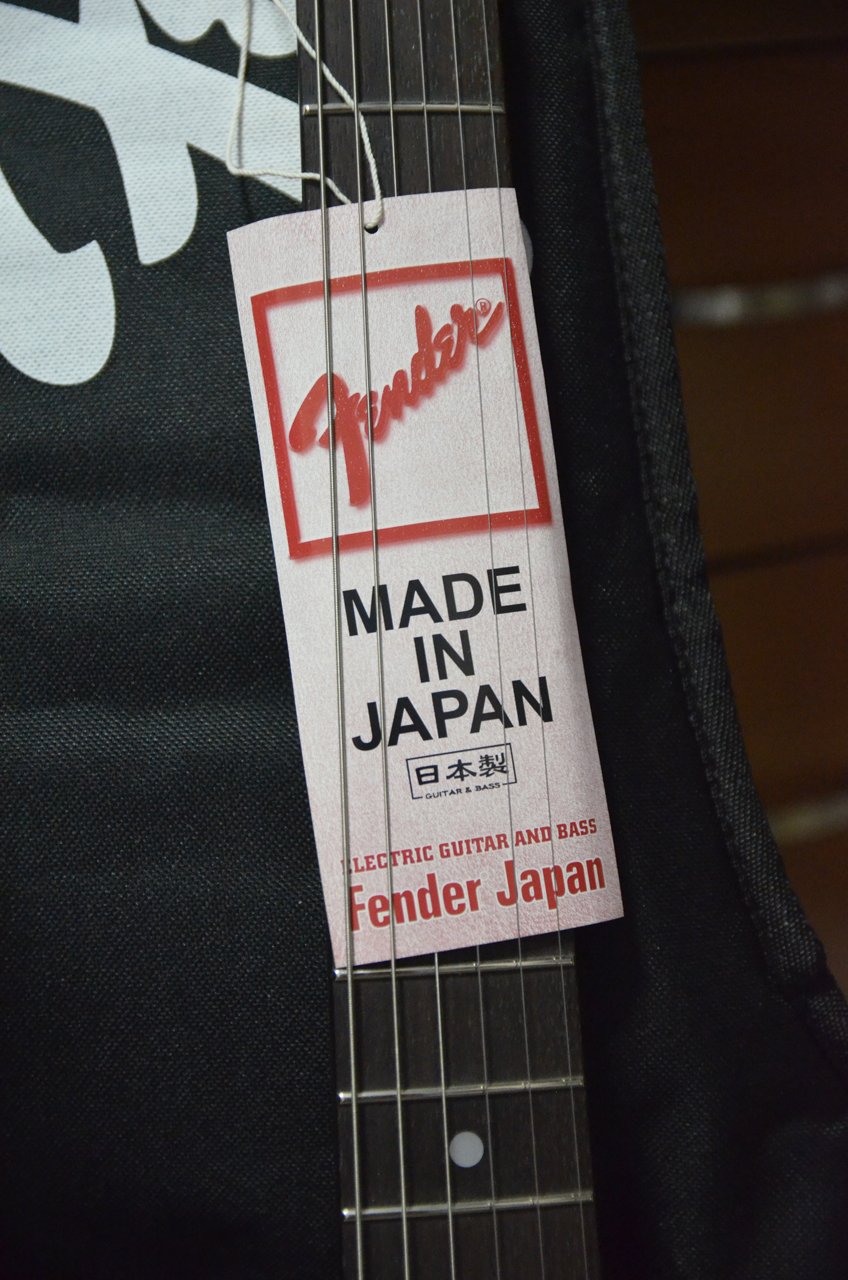 Fender®
MADE
IN
JAPAN
日本製
GUITAR & BASS
ELECTRIC GUITAR AND BASS
Fender Japan